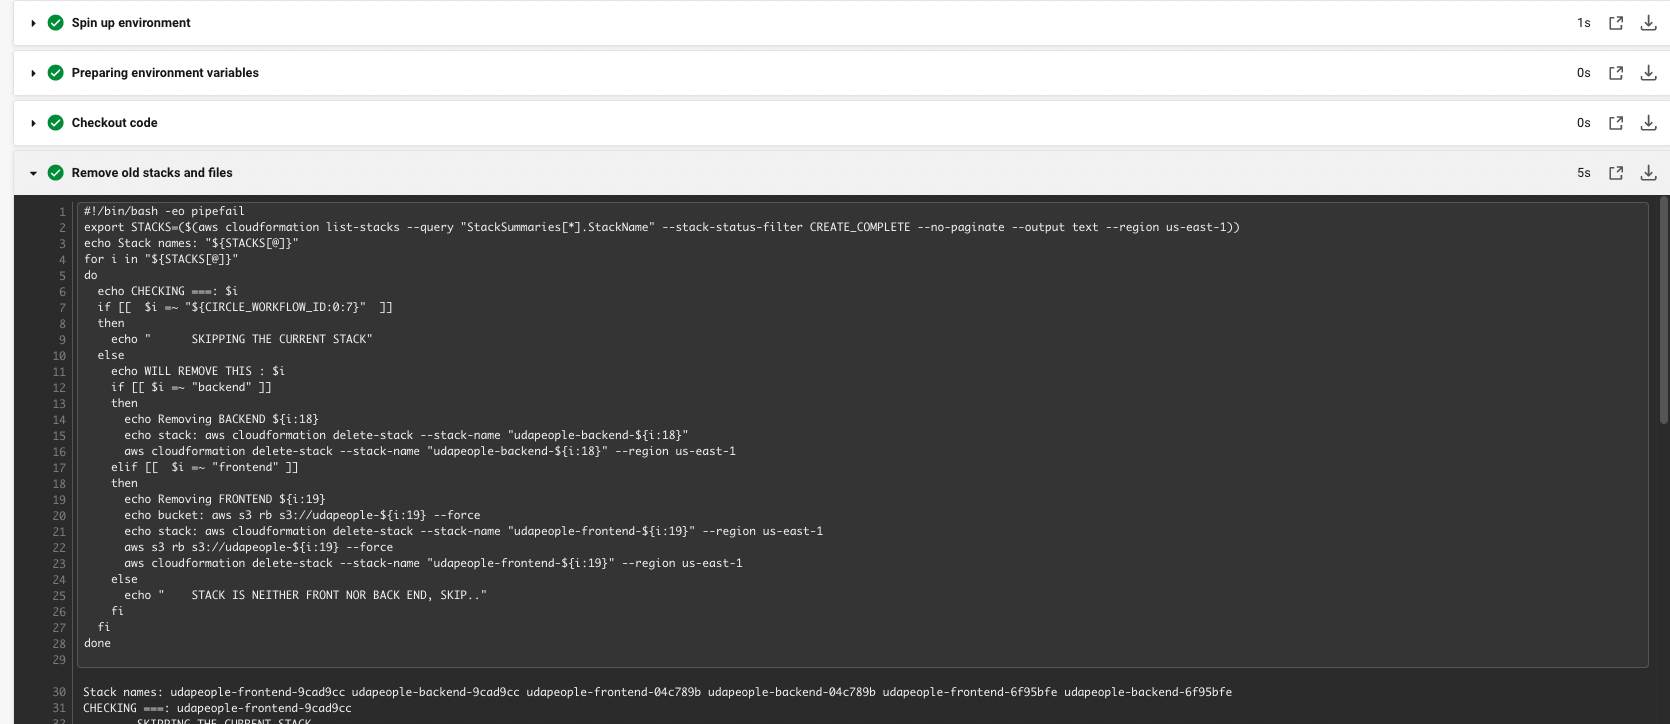 Spin up environment 1s
Preparing environment variables 0s
Checkout code 0s
Remove old stacks and files 5s
1 #!/bin/bash -eo pipefail
2 export STACKS=($(aws cloudformation list-stacks --query "StackSummaries[*].StackName" --stack-status-filter CREATE_COMPLETE --no-paginate --output text --region us-east-1))
3 echo Stack names: "${STACKS[@]}"
4 for i in "${STACKS[@]}"
5 do
6   echo CHECKING ===: $i
7   if [[  $i =~ "${CIRCLE_WORKFLOW_ID:0:7}"  ]]
8   then
9     echo "      SKIPPING THE CURRENT STACK"
10   else
11     echo WILL REMOVE THIS : $i
12     if [[ $i =~ "backend" ]]
13     then
14       echo Removing BACKEND ${i:18}
15       echo stack: aws cloudformation delete-stack --stack-name "udapeople-backend-${i:18}"
16       aws cloudformation delete-stack --stack-name "udapeople-backend-${i:18}" --region us-east-1
17     elif [[  $i =~ "frontend" ]]
18     then
19       echo Removing FRONTEND ${i:19}
20       echo bucket: aws s3 rb s3://udapeople-${i:19} --force
21       echo stack: aws cloudformation delete-stack --stack-name "udapeople-frontend-${i:19}" --region us-east-1
22       aws s3 rb s3://udapeople-${i:19} --force
23       aws cloudformation delete-stack --stack-name "udapeople-frontend-${i:19}" --region us-east-1
24     else
25       echo "    STACK IS NEITHER FRONT NOR BACK END, SKIP.."
26     fi
27   fi
28 done
29
30 Stack names: udapeople-frontend-9cad9cc udapeople-backend-9cad9cc udapeople-frontend-04c789b udapeople-backend-04c789b udapeople-frontend-6f95bfe udapeople-backend-6f95bfe
31 CHECKING ===: udapeople-frontend-9cad9cc
32         SKIPPING THE CURRENT STACK